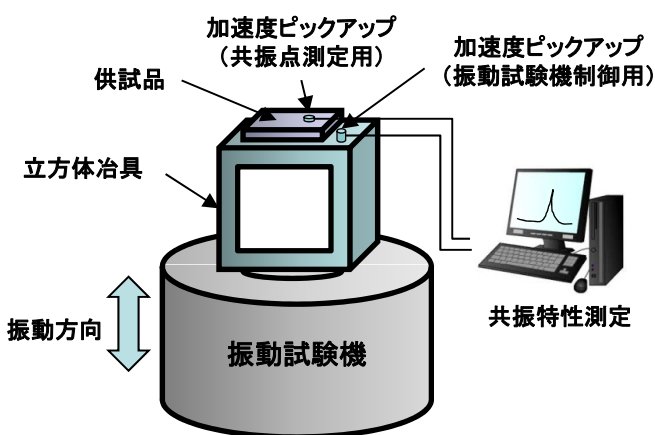 加速度ピックアップ
（共振点測定用）
加速度ピックアップ
（振動試験機制御用）
供試品
立方体冶具
振動方向
振動試験機
共振特性測定